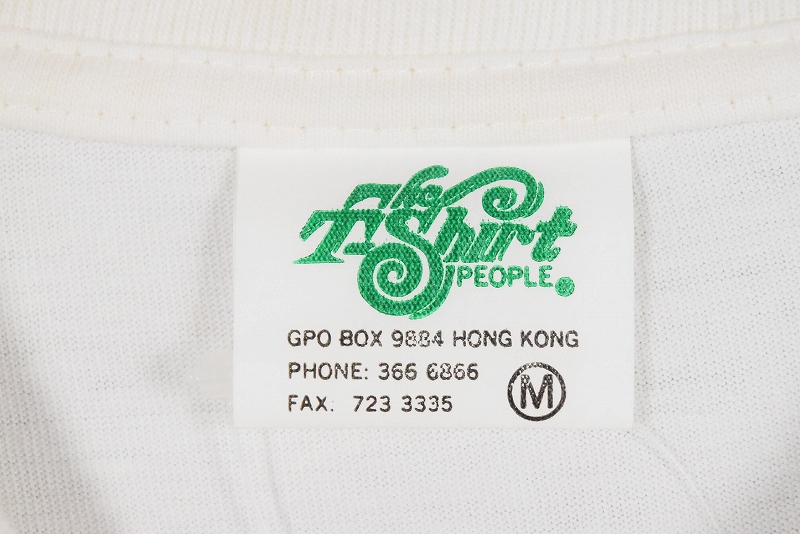 The
T-Shirt
PEOPLE.
GPO BOX 9884 HONG KONG
PHONE: 366 6866
FAX: 723 3335
M